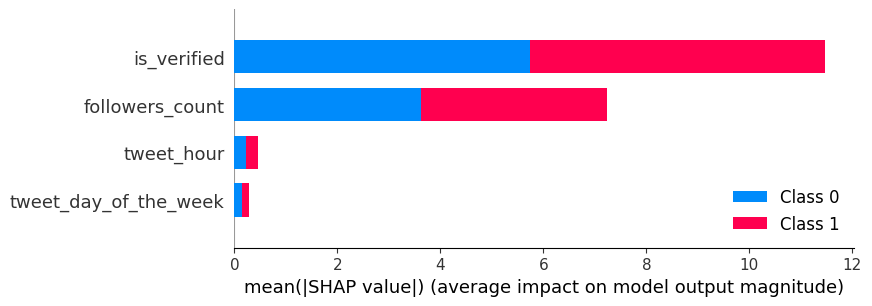 is_verified
followers_count
tweet_hour
tweet_day_of_the_week
Class 0
Class 1
0 2 4 6 8 10 12
mean(|SHAP value|) (average impact on model output magnitude)